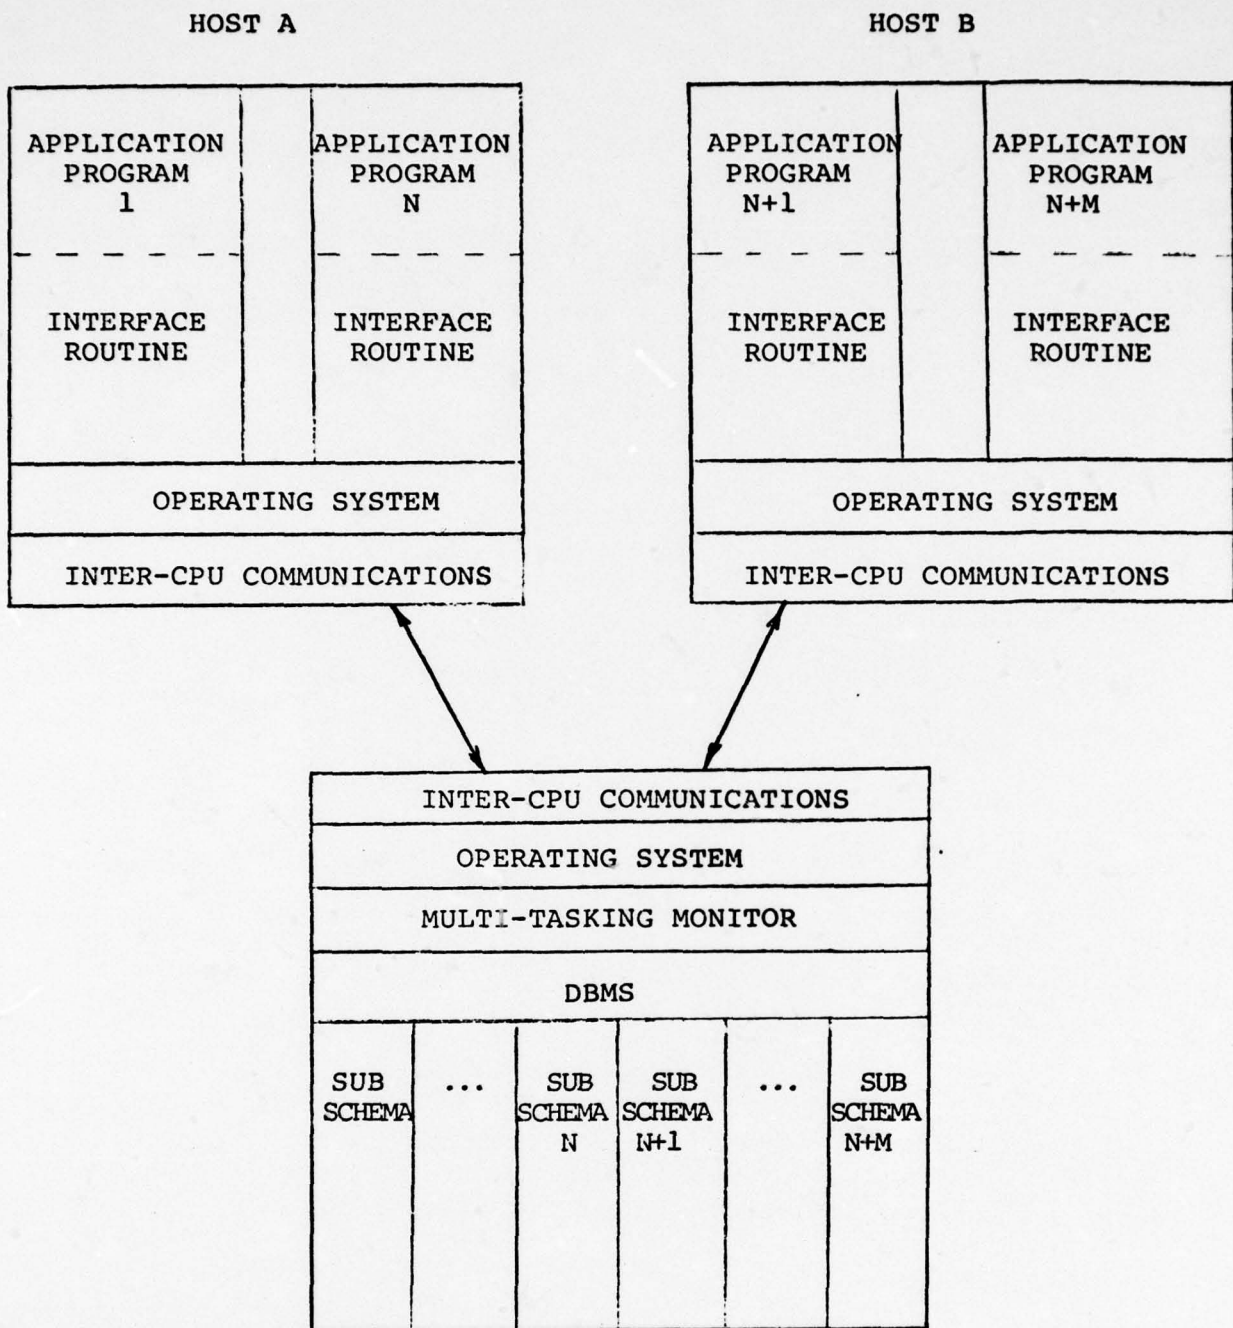 HOST A
HOST B
APPLICATION
PROGRAM
1
APPLICATION
PROGRAM
N
INTERFACE
ROUTINE
INTERFACE
ROUTINE
OPERATING SYSTEM
INTER-CPU COMMUNICATIONS
APPLICATION
PROGRAM
N+1
APPLICATION
PROGRAM
N+M
INTERFACE
ROUTINE
INTERFACE
ROUTINE
OPERATING SYSTEM
INTER-CPU COMMUNICATIONS
INTER-CPU COMMUNICATIONS
OPERATING SYSTEM
MULTI-TASKING MONITOR
DBMS
SUB
SCHEMA
...
SUB
SCHEMA
N
SUB
SCHEMA
N+1
...
SUB
SCHEMA
N+M